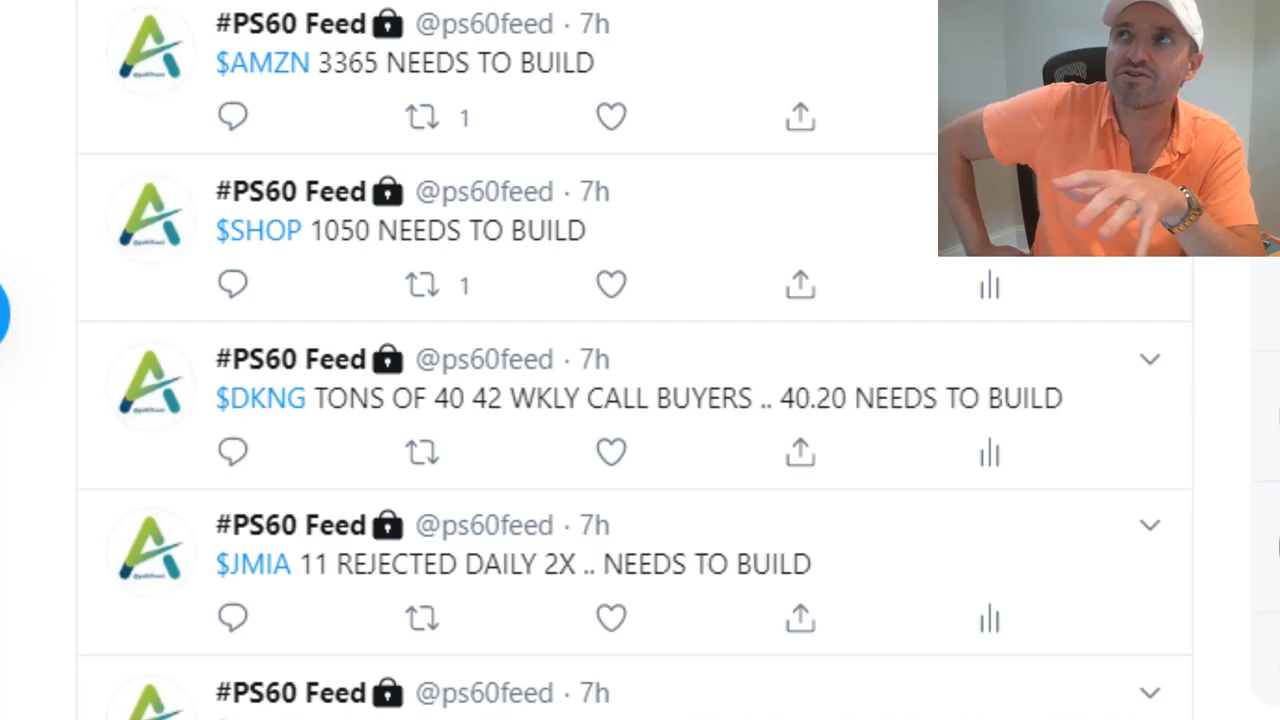 #PS60 Feed @ps60feed · 7h
$AMZN 3365 NEEDS TO BUILD
1
#PS60 Feed @ps60feed · 7h
$SHOP 1050 NEEDS TO BUILD
1
#PS60 Feed @ps60feed · 7h
$DKNG TONS OF 40 42 WKLY CALL BUYERS .. 40.20 NEEDS TO BUILD
#PS60 Feed @ps60feed · 7h
$JMIA 11 REJECTED DAILY 2X .. NEEDS TO BUILD
#PS60 Feed @ps60feed · 7h